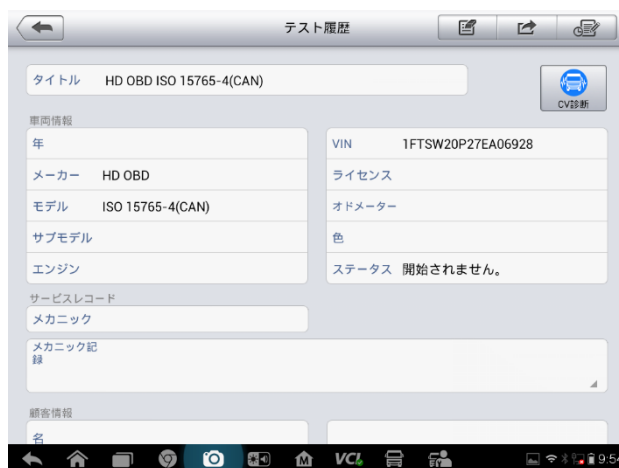 テスト履歴
タイトル HD OBD ISO 15765-4(CAN)
CV診断
車両情報
年
メーカー HD OBD
モデル ISO 15765-4(CAN)
サブモデル
エンジン
VIN 1FTSW20P27EA06928
ライセンス
オドメーター
色
ステータス 開始されません。
サービスレコード
メカニック
メカニック記
録
顧客情報
名
VCI
9:54